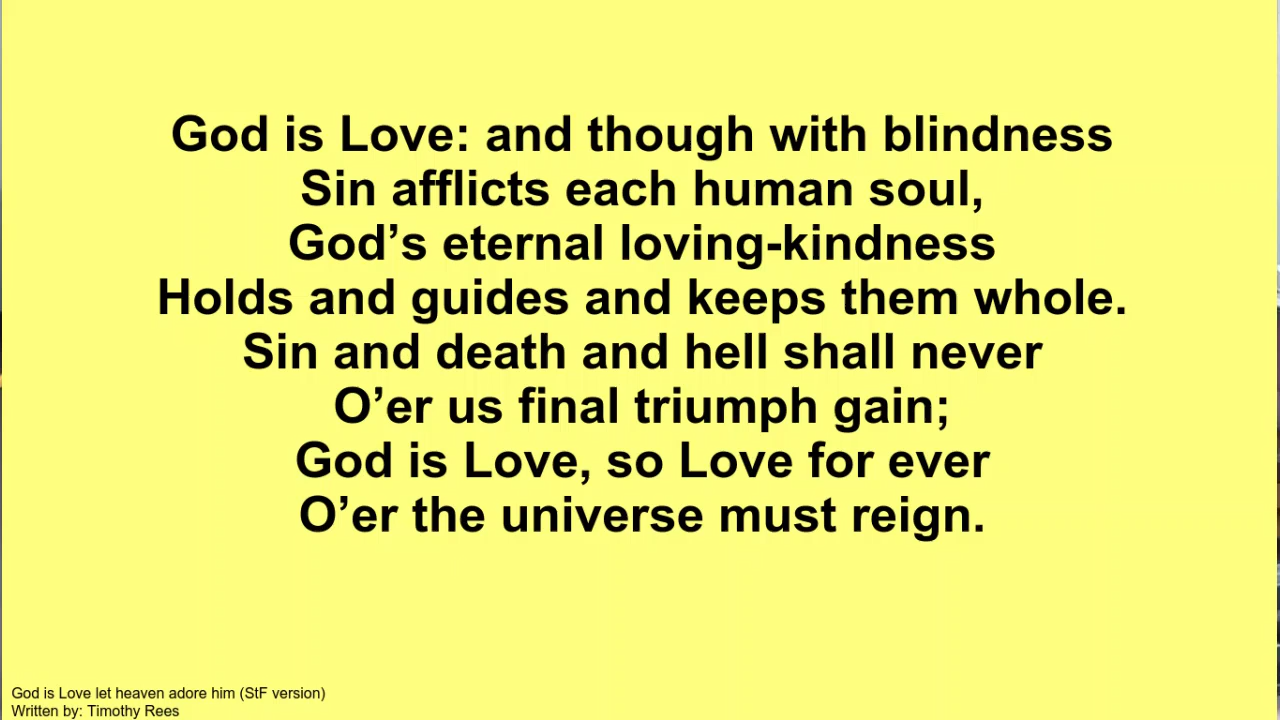 God is Love: and though with blindness
Sin afflicts each human soul,
God’s eternal loving-kindness
Holds and guides and keeps them whole.
Sin and death and hell shall never
O’er us final triumph gain;
God is Love, so Love for ever
O’er the universe must reign.
God is Love let heaven adore him (StF version)
Written by: Timothy Rees